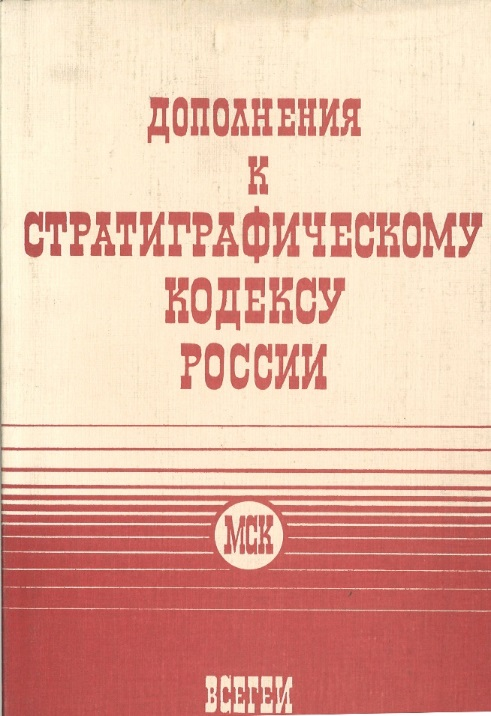 ДОПОЛНЕНИЯ
К
СТРАТИГРАФИЧЕСКОМУ
КОДЕКСУ
РОССИИ
МСК
ВСЕГЕИ